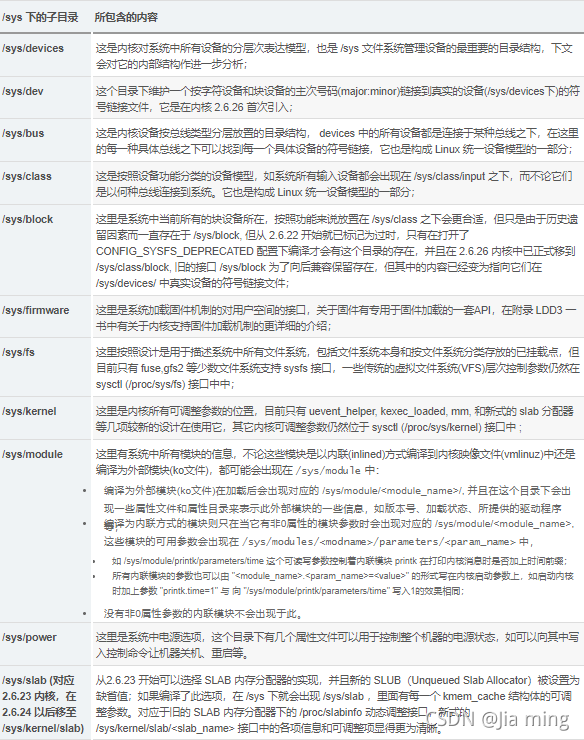 /sys 下的子目录 所包含的内容
/sys/devices 这是内核对系统中所有设备的分层次表达模型，也是 /sys 文件系统管理设备的最重要的目录结构，下文
会对它的内部结构作进一步分析；
/sys/dev 这个目录下维护一个按字符设备和块设备的主次号码(major:minor)链接到真实的设备(/sys/devices下)的符
号链接文件，它是在内核 2.6.26 首次引入；
/sys/bus 这是内核设备按总线类型分层放置的目录结构， devices 中的所有设备都是连接于某种总线之下，在这里
的每一种具体总线之下可以找到每一个具体设备的符号链接，它也是构成 Linux 统一设备模型的一部分；
/sys/class 这是按照设备功能分类的设备模型，如系统所有输入设备都会出现在 /sys/class/input 之下，而不论它们
是以何种总线连接到系统。它也是构成 Linux 统一设备模型的一部分；
/sys/block 这里是系统中当前所有的块设备所在，按照功能来说放置在 /sys/class 之下会更合适，但只是由于历史遗
留因素而一直存在于 /sys/block, 但从 2.6.22 开始就已标记为过时，只有在打开了
CONFIG_SYSFS_DEPRECATED 配置下编译才会有这个目录的存在，并且在 2.6.26 内核中已正式移到
/sys/class/block, 旧的接口 /sys/block 为了向后兼容保留存在，但其中的内容已经变为指向它们在
/sys/devices/ 中真实设备的符号链接文件；
/sys/firmware 这里是系统加载固件机制的对用户空间的接口，关于固件有专用于固件加载的一套API，在附录 LDD3 一
书中有关于内核支持固件加载机制的更详细的介绍；
/sys/fs 这里按照设计是用于描述系统中所有文件系统，包括文件系统本身和按文件系统分类存放的已挂载点，但
目前只有 fuse,gfs2 等少数文件系统支持 sysfs 接口，一些传统的虚拟文件系统(VFS)层次控制参数仍然在
sysctl (/proc/sys/fs) 接口中中；
/sys/kernel 这里是内核所有可调整参数的位置，目前只有 uevent_helper, kexec_loaded, mm, 和新式的 slab 分配器
等几项较新的设计在使用它，其它内核可调整参数仍然位于 sysctl (/proc/sys/kernel) 接口中 ;
/sys/module 这里有系统中所有模块的信息，不论这些模块是以内联(inlined)方式编译到内核映像文件(vmlinuz)中还是
编译为外部模块(ko文件)，都可能会出现在 /sys/module 中：
• 编译为外部模块(ko文件)在加载后会出现对应的 /sys/module/<module_name>/, 并且在这个目录下会出
现一些属性文件和属性目录来表示此外部模块的一些信息，如版本号、加载状态、所提供的驱动程序
等；
• 编译为内联方式的模块则只在当它有非0属性的模块参数时会出现对应的 /sys/module/<module_name>,
这些模块的可用参数会出现在 /sys/modules/<modname>/parameters/<param_name> 中，
• 如 /sys/module/printk/parameters/time 这个可读写参数控制着内联模块 printk 在打印内核消息时是否加上时间前缀；
• 所有内联模块的参数也可以由 "<module_name>.<param_name>=<value>" 的形式写在内核启动参数上，如启动内核
时加上参数 "printk.time=1" 与 向 "/sys/module/printk/parameters/time" 写入1的效果相同；
• 没有非0属性参数的内联模块不会出现于此。
/sys/power 这里是系统中电源选项，这个目录下有几个属性文件可以用于控制整个机器的电源状态，如可以向其中写
入控制命令让机器关机、重启等。
/sys/slab (对应 从2.6.23 开始可以选择 SLAB 内存分配器的实现，并且新的 SLUB（Unqueued Slab Allocator）被设置为
2.6.23 内核，在 缺省值；如果编译了此选项，在 /sys 下就会出现 /sys/slab ，里面有每一个 kmem_cache 结构体的可调
2.6.24 以后移至 整参数。对应于旧的 SLAB 内存分配器下的 /proc/slabinfo 动态调整接口，新式的
/sys/kernel/slab) /sys/kernel/slab/<slab_name> 接口中的各项信息和可调整项显得更为清晰。
CSDN @Jia ming